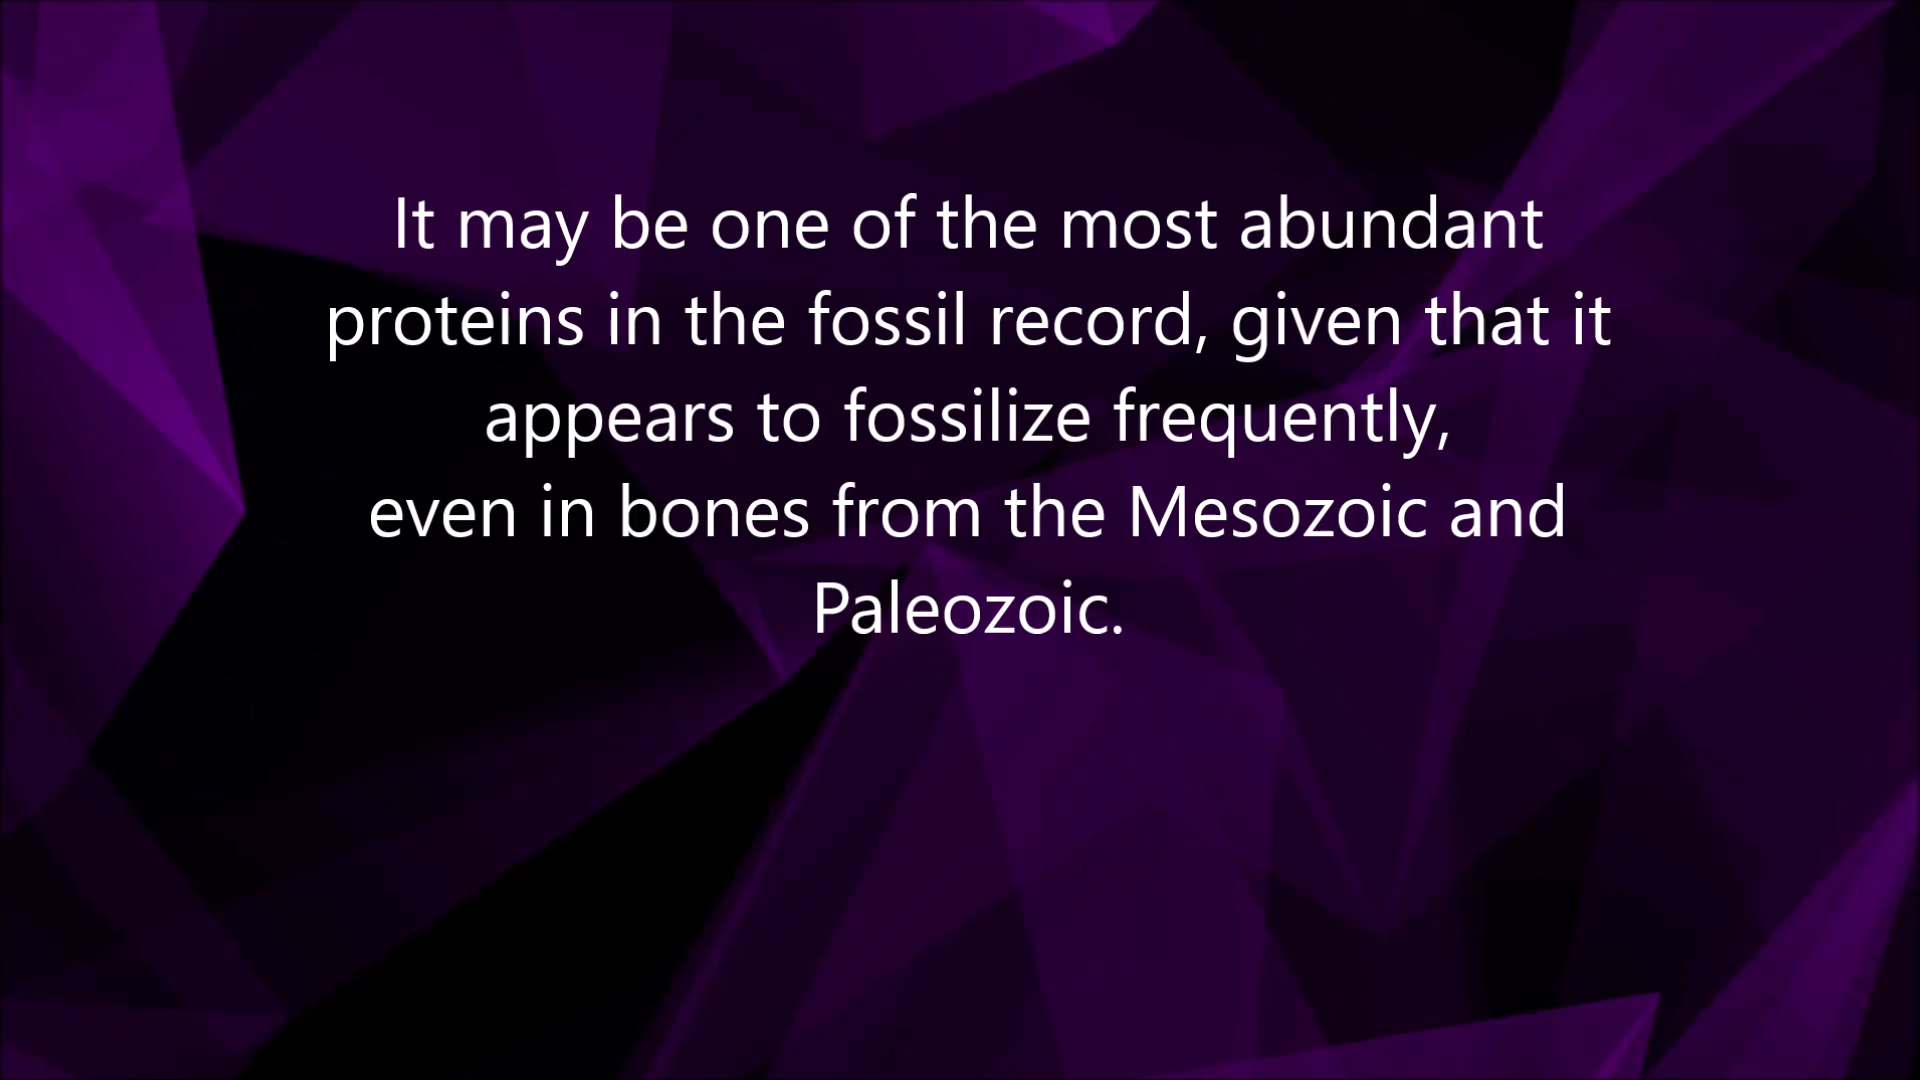 It may be one of the most abundant
proteins in the fossil record, given that it
appears to fossilize frequently,
even in bones from the Mesozoic and
Paleozoic.